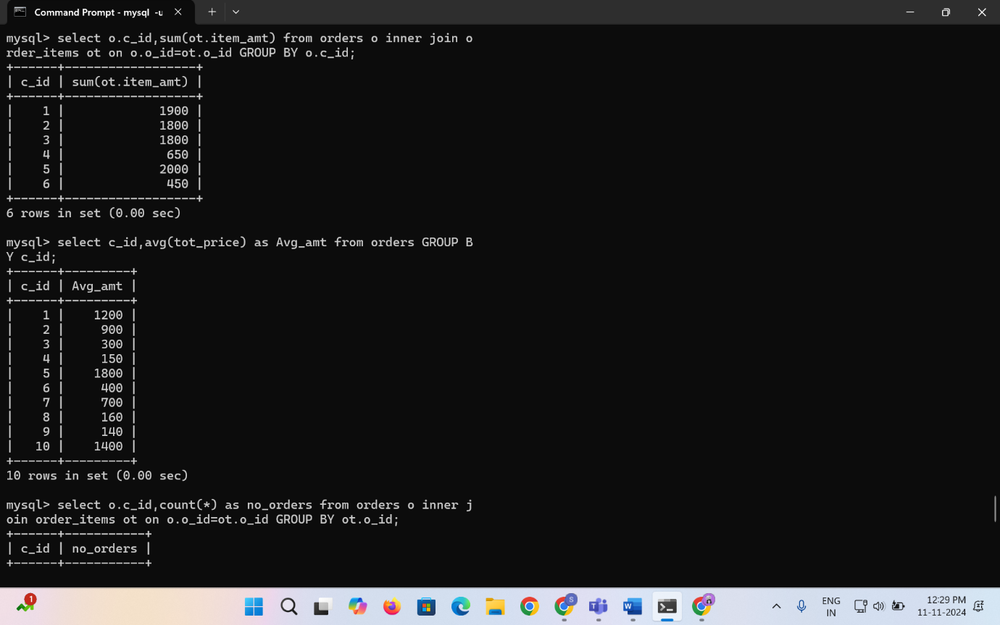 Command Prompt - mysql -u
mysql> select o.c_id,sum(ot.item_amt) from orders o inner join o
rder_items ot on o.o_id=ot.o_id GROUP BY o.c_id;
+------+------------------+
| c_id | sum(ot.item_amt) |
+------+------------------+
|    1 |             1900 |
|    2 |             1800 |
|    3 |             1800 |
|    4 |              650 |
|    5 |             2000 |
|    6 |              450 |
+------+------------------+
6 rows in set (0.00 sec)
mysql> select c_id,avg(tot_price) as Avg_amt from orders GROUP B
Y c_id;
+------+---------+
| c_id | Avg_amt |
+------+---------+
|    1 |    1200 |
|    2 |     900 |
|    3 |     300 |
|    4 |     150 |
|    5 |    1800 |
|    6 |     400 |
|    7 |     700 |
|    8 |     160 |
|    9 |     140 |
|   10 |    1400 |
+------+---------+
10 rows in set (0.00 sec)
mysql> select o.c_id,count(*) as no_orders from orders o inner j
oin order_items ot on o.o_id=ot.o_id GROUP BY ot.o_id;
+------+-----------+
| c_id | no_orders |
+------+-----------+
1
S
ENG
IN
12:29 PM
11-11-2024